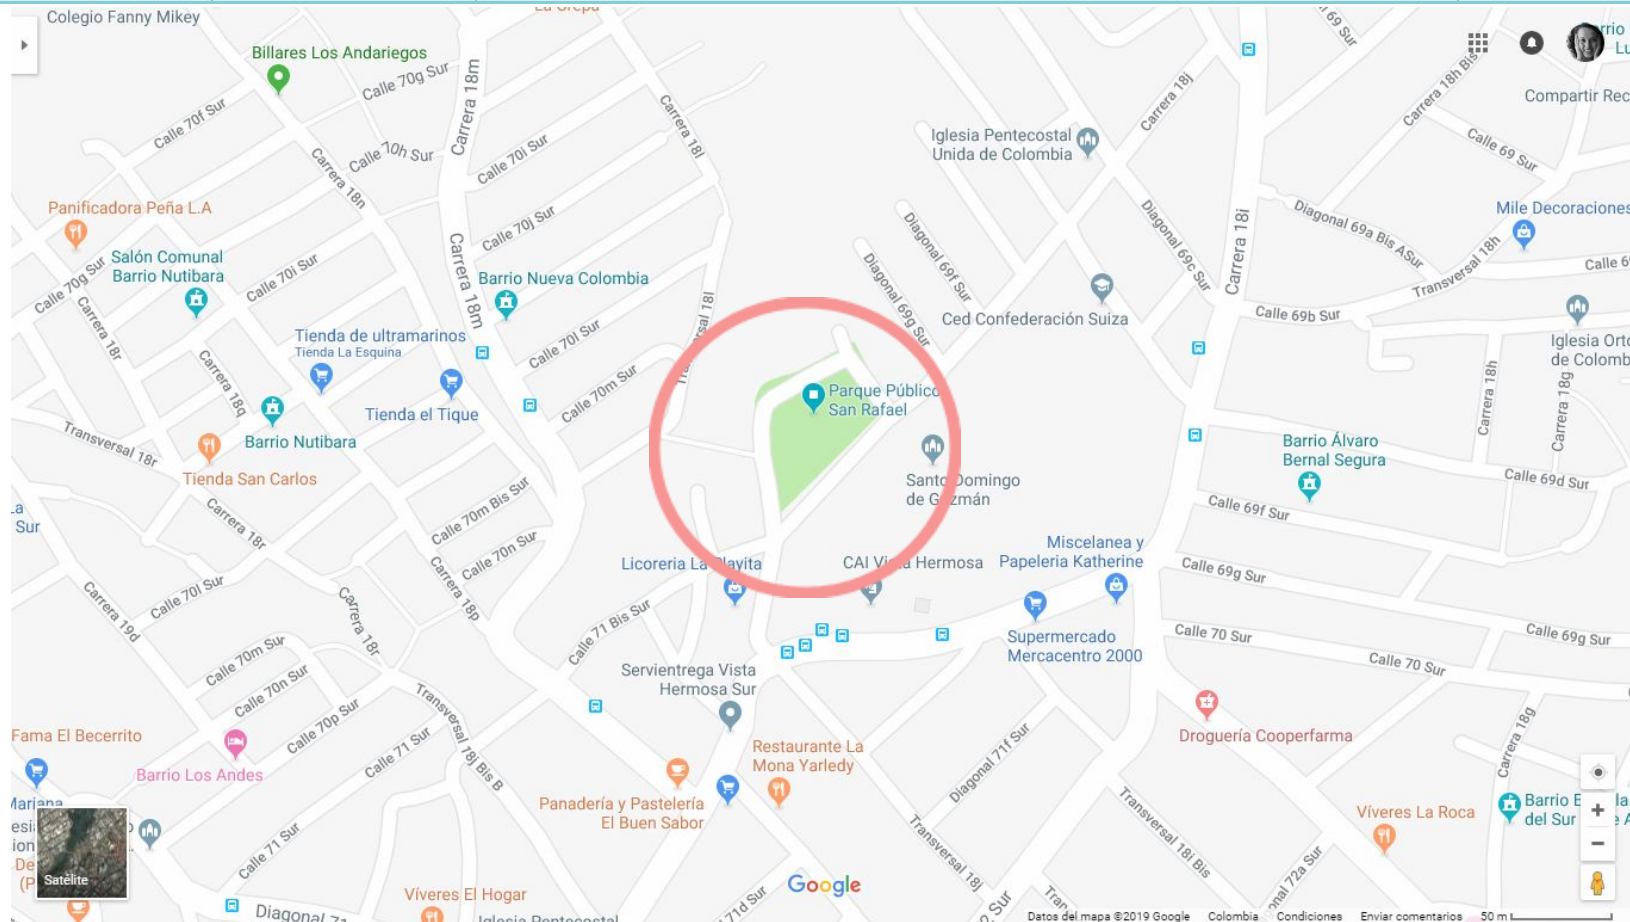 Colegio Fanny Mikey
Billares Los Andariegos
Calle 70g Sur
Carrera 18m
Calle 70f Sur
Calle 70h Sur
Carrera 18n
Calle 70i Sur
Carrera 18l
Carrera 18j
Iglesia Pentecostal
Unida de Colombia
Carrera 18h Bis
Compartir Rec
Calle 69 Sur
69 Sur
Panificadora Peña L.A
Salón Comunal
Barrio Nutibara
Calle 70g Sur
Calle 70i Sur
Carrera 18r
Calle 70j Sur
Carrera 18m
Barrio Nueva Colombia
Diagonal 69f Sur
Diagonal 69g Sur
Diagonal 69c Sur
Carrera 18i
Diagonal 69a Bis ASur
Transversal 18h
Mile Decoraciones
Calle 6
Calle 69b Sur
Ced Confederación Suiza
Iglesia Orto
de Colomb
Tienda de ultramarinos
Tienda La Esquina
Calle 70l Sur
Calle 70m Sur
Carrera 18q
Tienda el Tique
Parque Público
San Rafael
Carrera 18h
Carrera 18g
Barrio Nutibara
Transversal 18r
Tienda San Carlos
Santo Domingo
de Guzmán
Barrio Álvaro
Bernal Segura
Calle 69d Sur
Calle 69f Sur
Sur
Carrera 18r
Calle 70m Bis Sur
Calle 70n Sur
Carrera 18p
Licoreria La Playita
CAI Vista Hermosa
Miscelanea y
Papeleria Katherine
Calle 69g Sur
Calle 70l Sur
Carrera 19d
Carrera 18r
Calle 71 Bis Sur
Supermercado
Mercacentro 2000
Calle 70 Sur
Calle 69g Sur
Calle 70 Sur
Calle 70m Sur
Calle 70n Sur
Calle 70p Sur
Servientrega Vista
Hermosa Sur
Transversal 18j Bis B
Calle 71 Sur
Fama El Becerrito
Barrio Los Andes
Droguería Cooperfarma
Carrera 18g
Restaurante La
Mona Yarledy
Diagonal 71f Sur
Panadería y Pastelería
El Buen Sabor
Transversal 18j
Transversal 18i Bis
Víveres La Roca
Barrio
del Sur
Calle 71 Sur
Satélite
Víveres El Hogar
Google
71d Sur
72a Sur
Sur
Diagonal 71
Iglesia Pentecostal
Datos del mapa ©2019 Google Colombia Condiciones Enviar comentarios 50 m